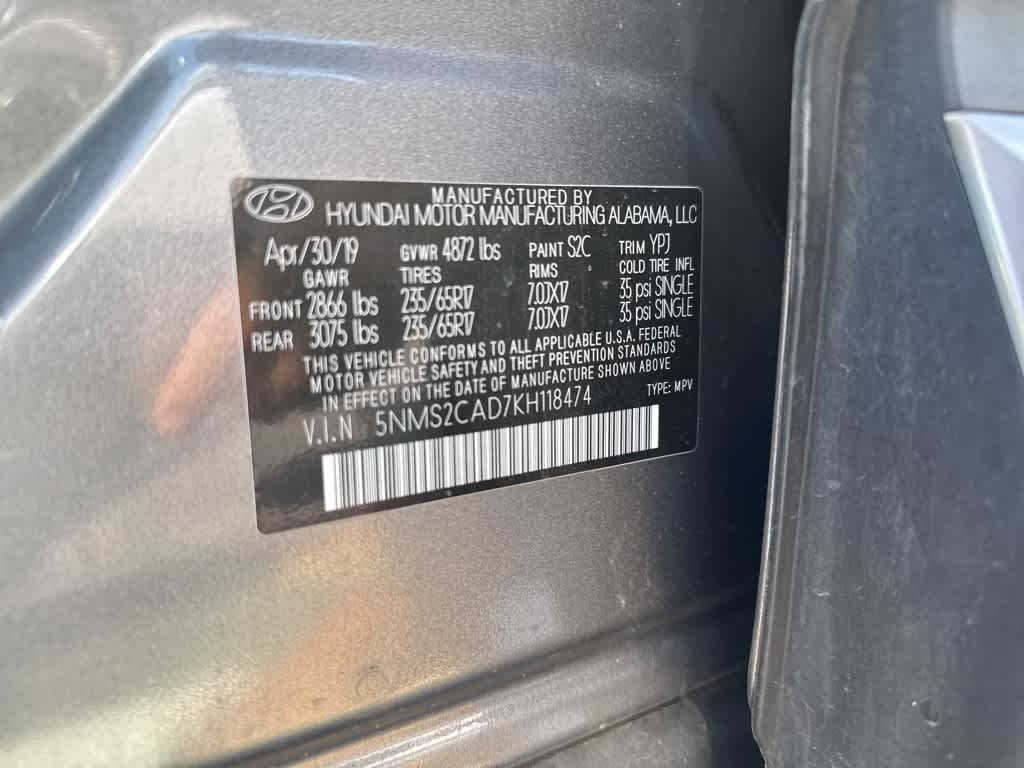 MANUFACTURED BY
HYUNDAI MOTOR MANUFACTURING ALABAMA, LLC
Apr/30/19 GVWR 4872 lbs PAINT S2C TRIM YPJ
GAWR TIRES RIMS COLD TIRE INFL
FRONT 2866 lbs 235/65R17 7.0JX17 35 psi SINGLE
REAR 3075 lbs 235/65R17 7.0JX17 35 psi SINGLE
THIS VEHICLE CONFORMS TO ALL APPLICABLE U.S.A. FEDERAL
MOTOR VEHICLE SAFETY AND THEFT PREVENTION STANDARDS
IN EFFECT ON THE DATE OF MANUFACTURE SHOWN ABOVE
V.I.N 5NMS2CAD7KH118474 TYPE: MPV